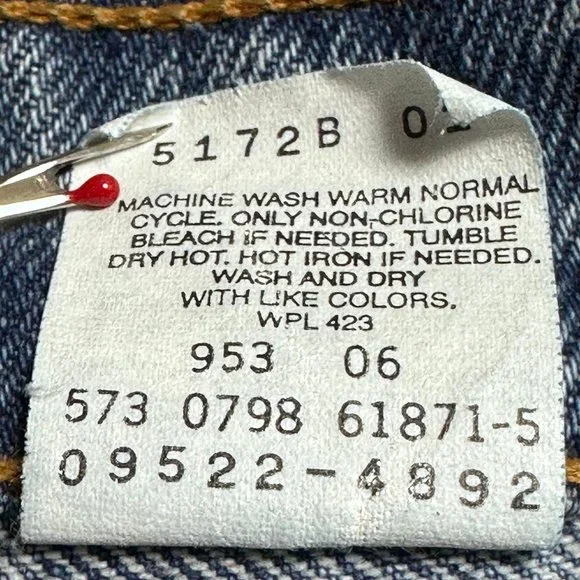 5172B 01
MACHINE WASH WARM NORMAL
CYCLE. ONLY NON-CHLORINE
BLEACH IF NEEDED. TUMBLE
DRY HOT. HOT IRON IF NEEDED.
WASH AND DRY
WITH LIKE COLORS.
WPL 423
953 06
573 0798 61871-5
09522-4892